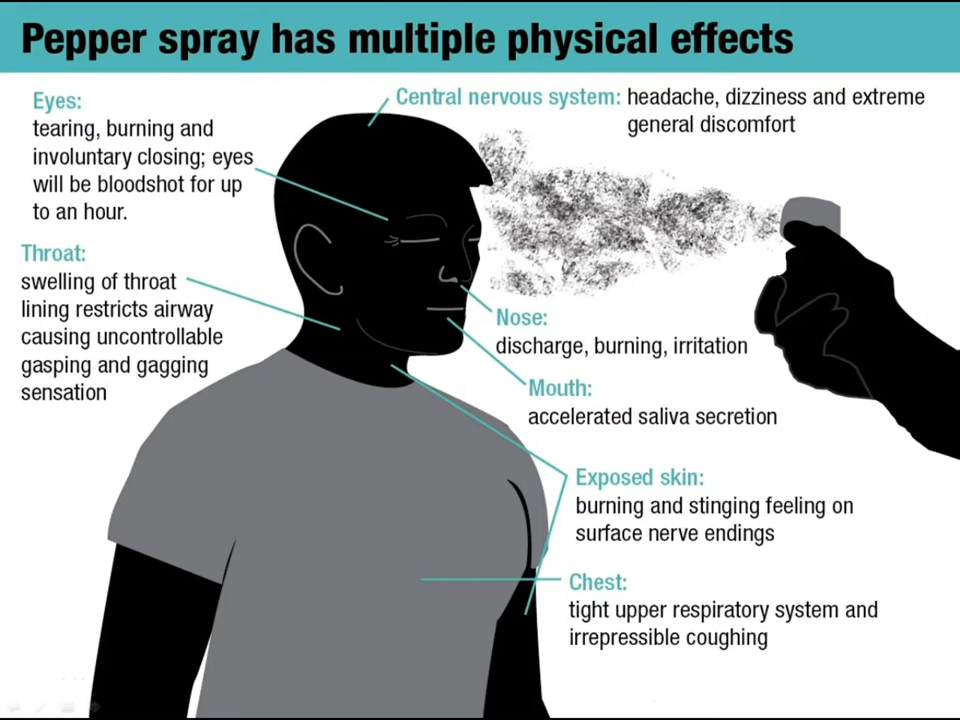 Pepper spray has multiple physical effects
Eyes:
tearing, burning and
involuntary closing; eyes
will be bloodshot for up
to an hour.
Central nervous system: headache, dizziness and extreme
general discomfort
Throat:
swelling of throat
lining restricts airway
causing uncontrollable
gasping and gagging
sensation
Nose:
discharge, burning, irritation
Mouth:
accelerated saliva secretion
Exposed skin:
burning and stinging feeling on
surface nerve endings
Chest:
tight upper respiratory system and
irrepressible coughing